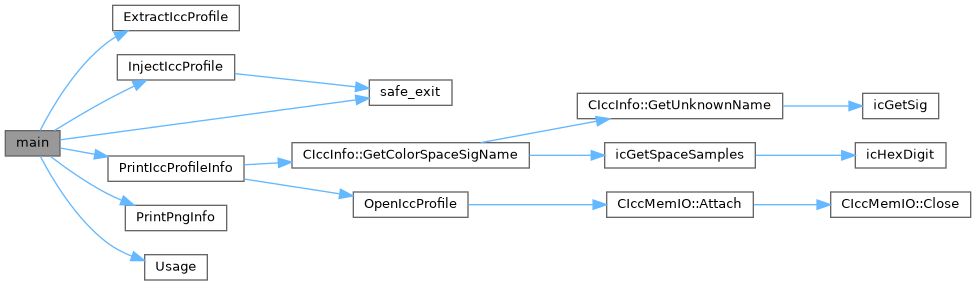 main
ExtractIccProfile
InjectIccProfile
safe_exit
PrintIccProfileInfo
CIccInfo::GetColorSpaceSigName
CIccInfo::GetUnknownName
icGetSig
icGetSpaceSamples
icHexDigit
OpenIccProfile
CIccMemIO::Attach
CIccMemIO::Close
PrintPngInfo
Usage